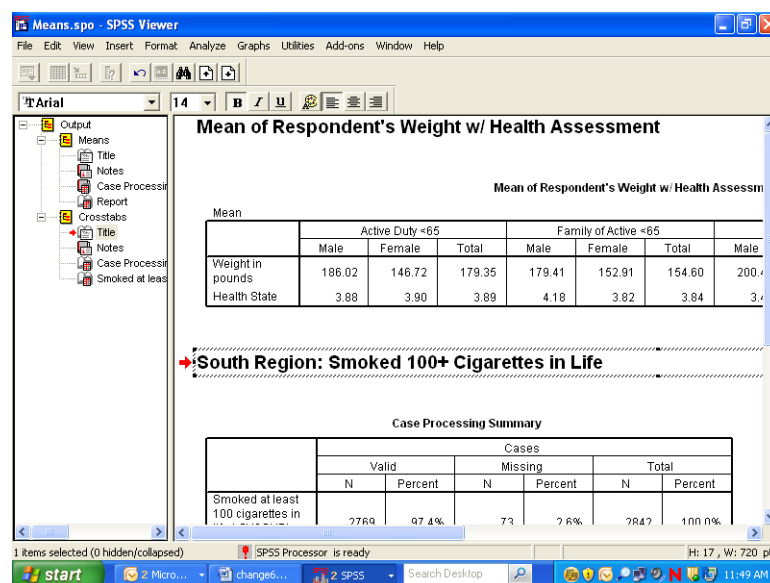 Means.spo - SPSS Viewer
File Edit View Insert Format Analyze Graphs Utilities Add-ons Window Help
Arial 14 B I U
Output
Means
Title
Notes
Case Processin
Report
Crosstabs
Title
Notes
Case Processin
Smoked at leas
Mean of Respondent's Weight w/ Health Assessment
Mean of Respondent's Weight w/ Health Assessm
Mean
Active Duty <65 Family of Active <65
Male Female Total Male Female Total Male
Weight in
pounds
186.02 146.72 179.35 179.41 152.91 154.60 200.4
Health State 3.88 3.90 3.89 4.18 3.82 3.84 3.4
South Region: Smoked 100+ Cigarettes in Life
Case Processing Summary
Cases
Valid Missing Total
N Percent N Percent N Percent
Smoked at least
100 cigarettes in
2769 97.4% 73 2.6% 2842 100.0%
1 items selected (0 hidden/collapsed) SPSS Processor is ready H: 17 , W: 720 p
start 2 Micro... change6... 2 SPSS Search Desktop 11:49 AM